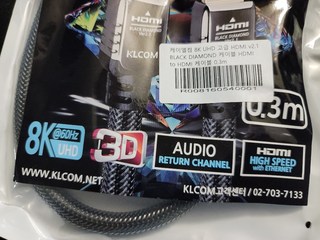 HDMI
BLACK DIAMOND
KLCOM
HDMI
BLACK DIAMOND
케이엘컴 8K UHD 고급 HDMI v2.1
BLACK DIAMOND 케이블 HDMI
to HDMI 케이블 0.3m
H008160540001
0.3m
8K @60Hz UHD
3D
AUDIO
RETURN CHANNEL
HDMI
HIGH SPEED
with ETHERNET
WWW.KLCOM.NET
KLCOM고객센터 / 02-703-7133